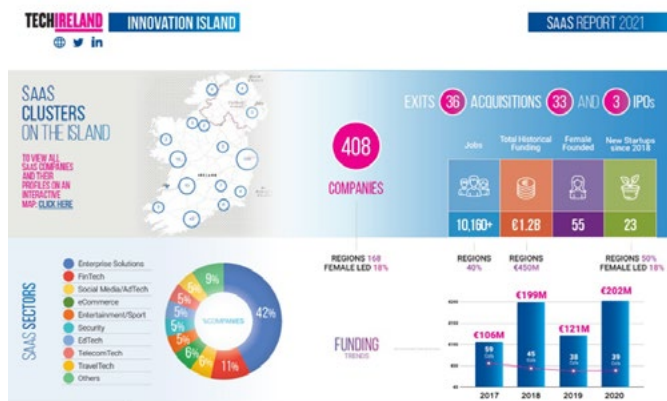 TECHIRELAND INNOVATION ISLAND
SAAS REPORT 2021
SAAS
CLUSTERS
ON THE ISLAND
TO VIEW ALL
SAAS COMPANIES
AND THEIR
PROFILES ON AN
INTERACTIVE
MAP: CLICK HERE
IRELAND
408
COMPANIES
REGIONS 168
FEMALE LED 18%
EXITS 36 ACQUISITIONS 33 AND 3 IPOs
Jobs
10,160+
REGIONS
40%
Total Historical
Funding
€1.2B
REGIONS
€450M
Female
Founded
55
New Startups
since 2018
23
REGIONS 50%
FEMALE LED 18%
SAAS SECTORS
Enterprise Solutions
FinTech
Social Media/AdTech
eCommerce
Entertainment/Sport
Security
EdTech
TelecomTech
TravelTech
Others
%COMPANIES
42%
11%
6%
6%
5%
5%
5%
5%
5%
9%
FUNDING
TRENDS
€106M
€199M
€121M
€202M
59
45
38
39
2017 2018 2019 2020